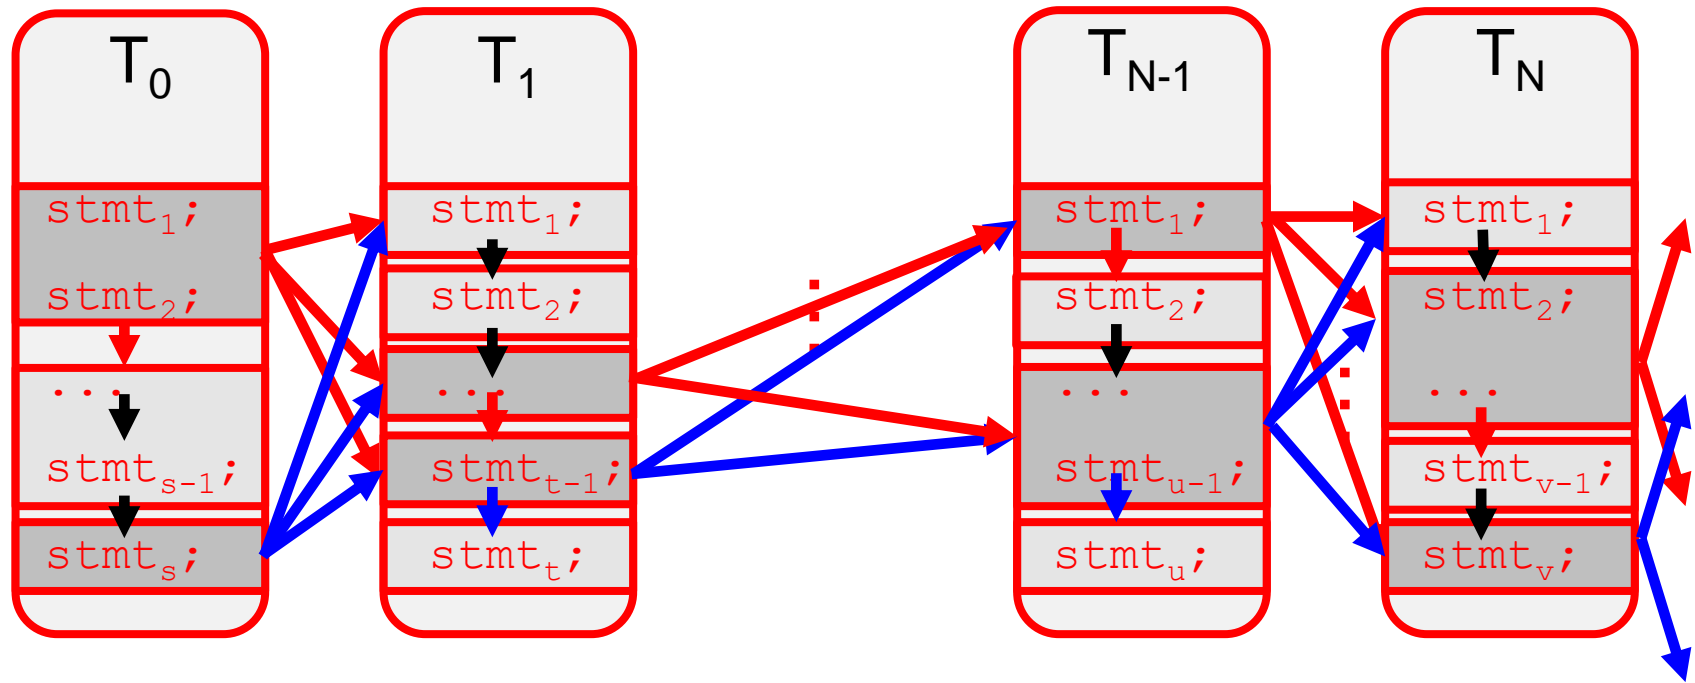 T0
stmt1;
stmt2;
...
stmts-1;
stmts;
T1
stmt1;
stmt2;
...
stmtt-1;
stmtt;
...
TN-1
stmt1;
stmt2;
...
stmtu-1;
stmtu;
...
TN
stmt1;
stmt2;
...
stmtv-1;
stmtv;